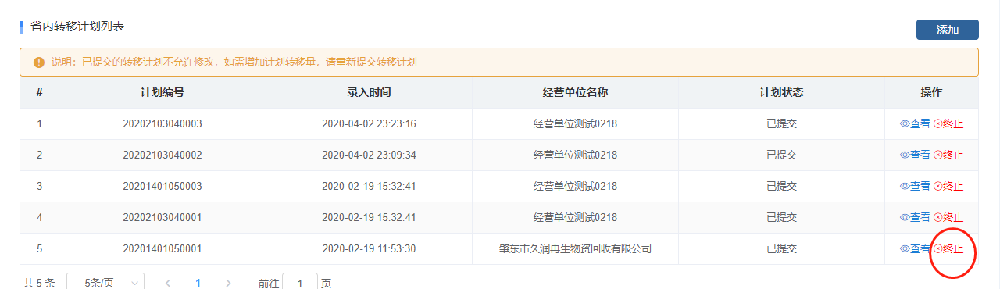 省内转移计划列表
添加
说明：已提交的转移计划不允许修改，如需增加计划转移量，请重新提交转移计划
# 计划编号 录入时间 经营单位名称 计划状态 操作
1 20202103040003 2020-04-02 23:23:16 经营单位测试0218 已提交 查看 终止
2 20202103040002 2020-04-02 23:09:34 经营单位测试0218 已提交 查看 终止
3 20201401050003 2020-02-19 15:32:41 经营单位测试0218 已提交 查看 终止
4 20202103040001 2020-02-19 15:32:41 经营单位测试0218 已提交 查看 终止
5 20201401050001 2020-02-19 11:53:30 肇东市久润再生物资回收有限公司 已提交 查看 终止
共 5 条 5条/页 1 前往 1 页